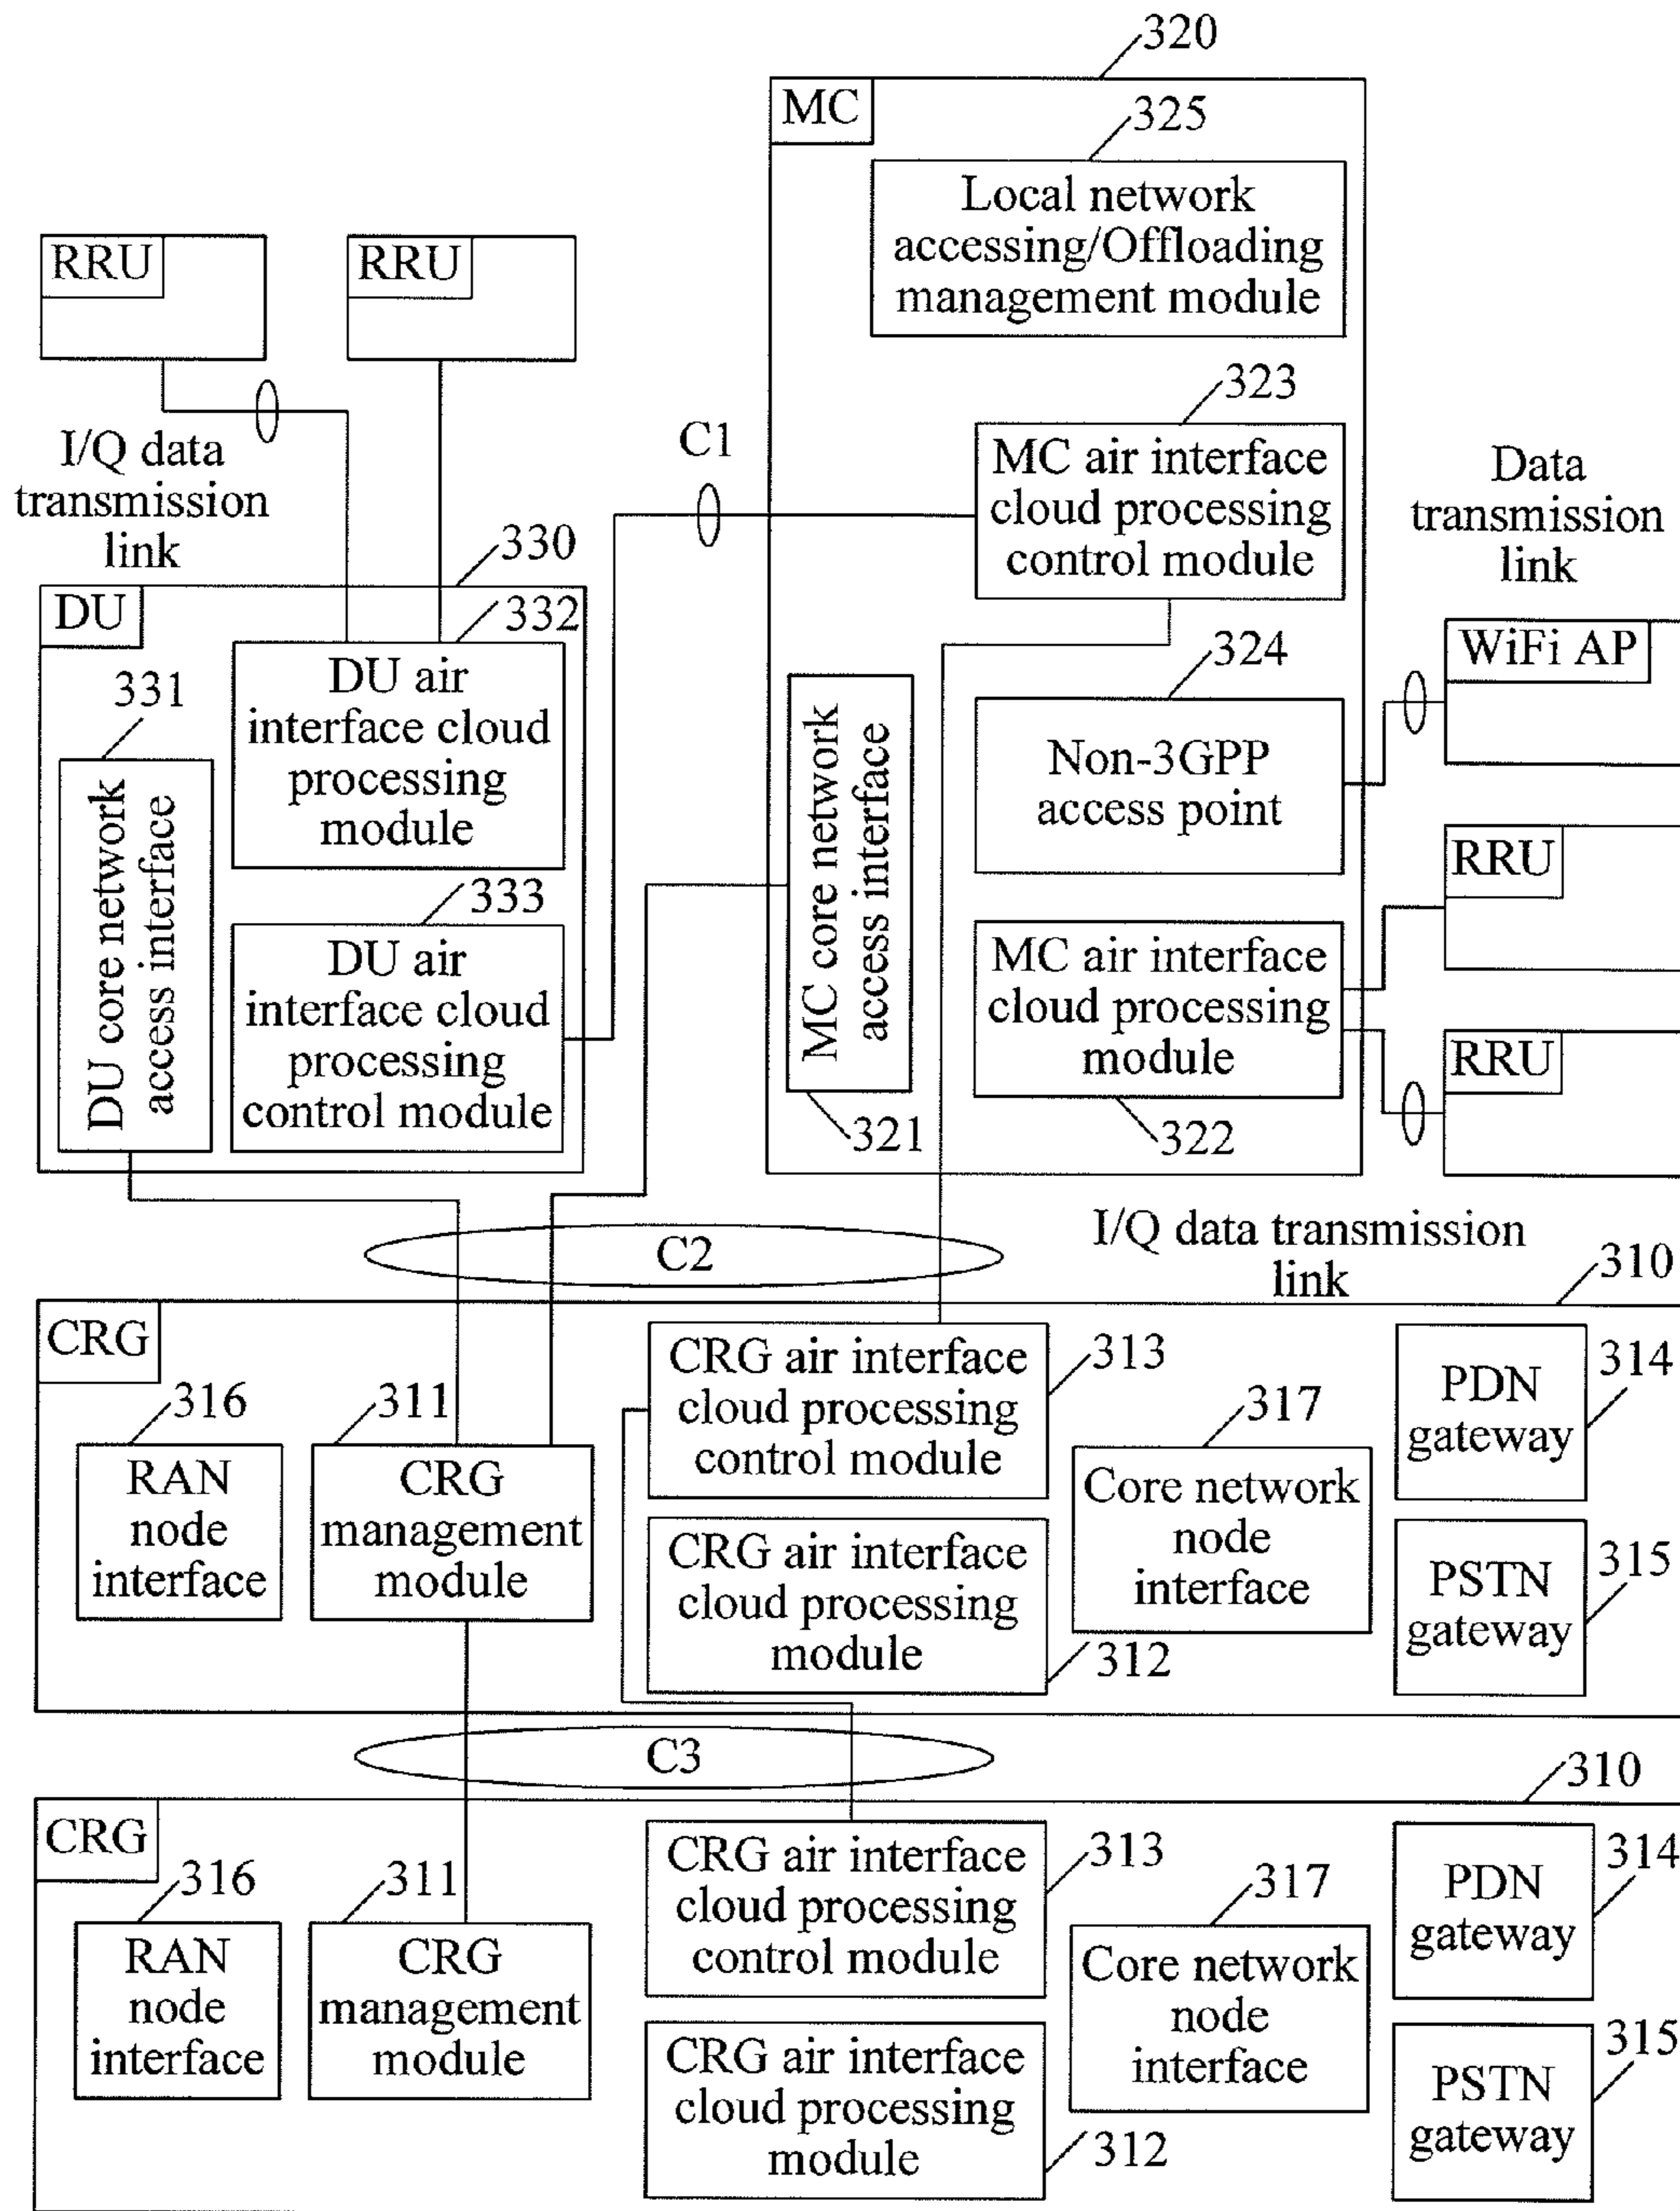 320
MC
325
Local network
accessing/Offloading
management module
RRU
RRU
323
I/Q data
transmission
link
C1
MC air interface
cloud processing
control module
Data
transmission
link
330
DU
332
DU air
interface cloud
processing
module
331
DU core network
access interface
333
DU air
interface cloud
processing
control module
324
Non-3GPP
access point
WiFi AP
MC core network
access interface
321
MC air interface
cloud processing
module
322
RRU
RRU
C2
I/Q data transmission
link
310
CRG
316
RAN
node
interface
311
CRG
management
module
CRG air interface
cloud processing
control module
313
CRG air interface
cloud processing
module
312
317
Core network
node
interface
PDN
gateway
314
PSTN
gateway
315
C3
310
CRG
316
RAN
node
interface
311
CRG
management
module
CRG air interface
cloud processing
control module
313
CRG air interface
cloud processing
module
312
317
Core network
node
interface
PDN
gateway
314
PSTN
gateway
315